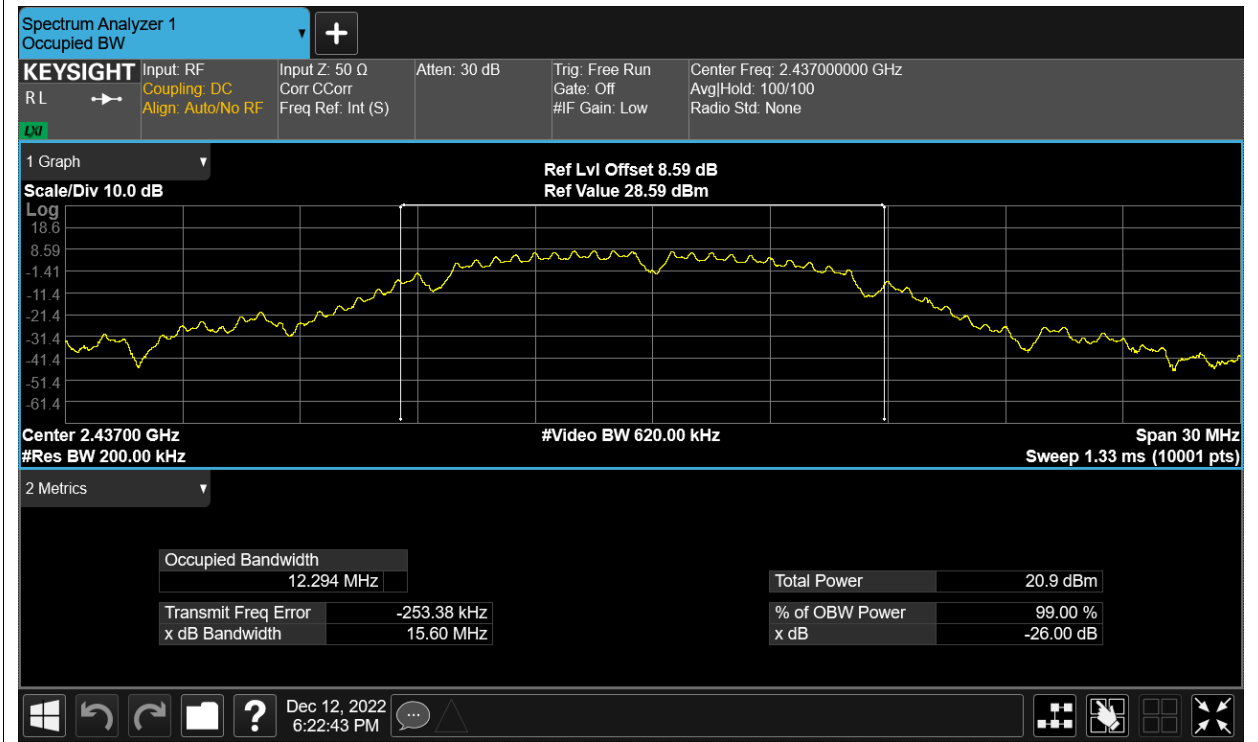 Spectrum Analyzer 1
Occupied BW
▼
+
KEYSIGHT
R L
LXI
Input: RF
Coupling: DC
Align: Auto/No RF
Input Z: 50 Ω
Corr CCorr
Freq Ref: Int (S)
Atten: 30 dB
Trig: Free Run
Gate: Off
#IF Gain: Low
Center Freq: 2.437000000 GHz
Avg|Hold: 100/100
Radio Std: None
1 Graph ▼
Scale/Div 10.0 dB
Ref Lvl Offset 8.59 dB
Ref Value 28.59 dBm
Log
18.6
8.59
-1.41
-11.4
-21.4
-31.4
-41.4
-51.4
-61.4
Center 2.43700 GHz
#Res BW 200.00 kHz
#Video BW 620.00 kHz
Span 30 MHz
Sweep 1.33 ms (10001 pts)
2 Metrics ▼
Occupied Bandwidth
12.294 MHz
Transmit Freq Error -253.38 kHz
x dB Bandwidth 15.60 MHz
Total Power 20.9 dBm
% of OBW Power 99.00 %
x dB -26.00 dB
?
Dec 12, 2022
6:22:43 PM